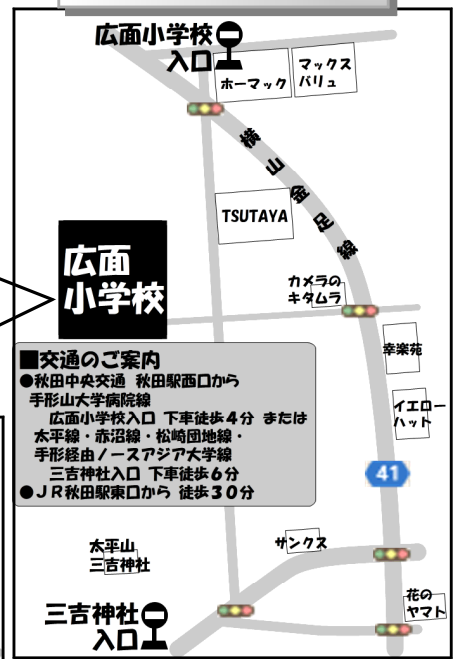 広面小学校
入口
ホーマック
マックス
バリュ
横山金足線
TSUTAYA
広面
小学校
カメラの
キタムラ
幸楽苑
イエロー
ハット
■交通のご案内
●秋田中央交通 秋田駅西口から
手形山大学病院線
広面小学校入口 下車徒歩4分 または
太平線・赤沼線・松崎団地線・
手形経由ノースアジア大学線
三吉神社入口 下車徒歩6分
●JR秋田駅東口から 徒歩30分
41
サンクス
太平山
三吉神社
花の
ヤマト
三吉神社
入口